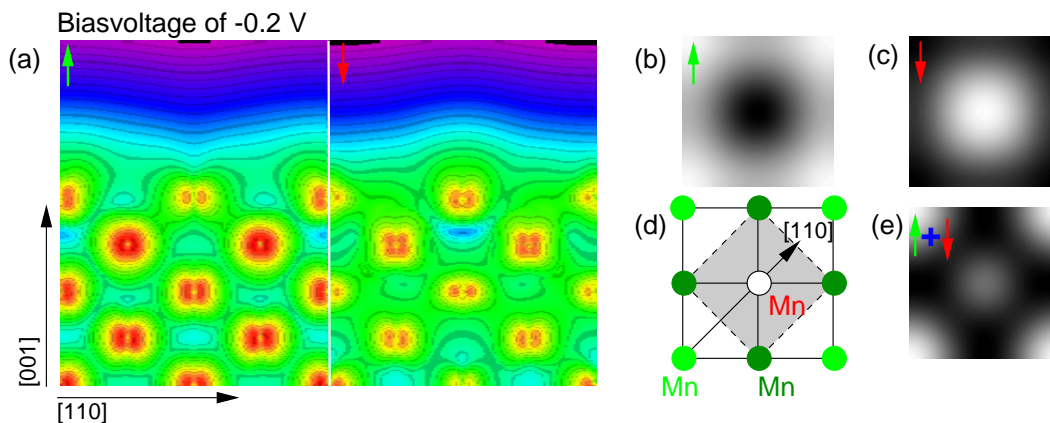 Biasvoltage of -0.2 V
(a)
(b)
(c)
(d)
[110]
Mn
Mn
Mn
(e)
+
[001]
[110]